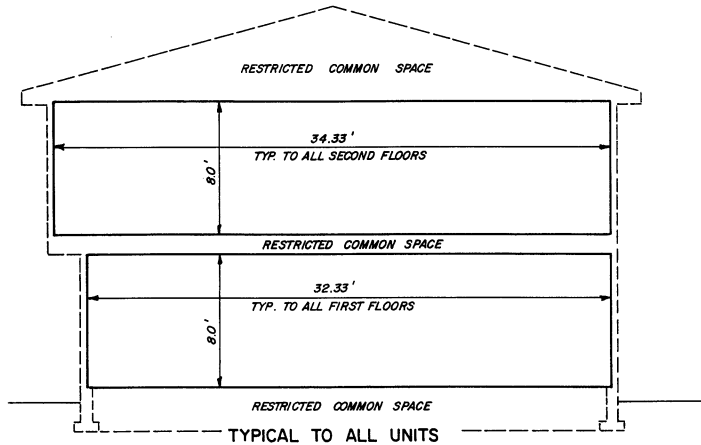 RESTRICTED COMMON SPACE
34.33'
TYP. TO ALL SECOND FLOORS
8.0'
RESTRICTED COMMON SPACE
32.33'
TYP. TO ALL FIRST FLOORS
8.0'
RESTRICTED COMMON SPACE
TYPICAL TO ALL UNITS